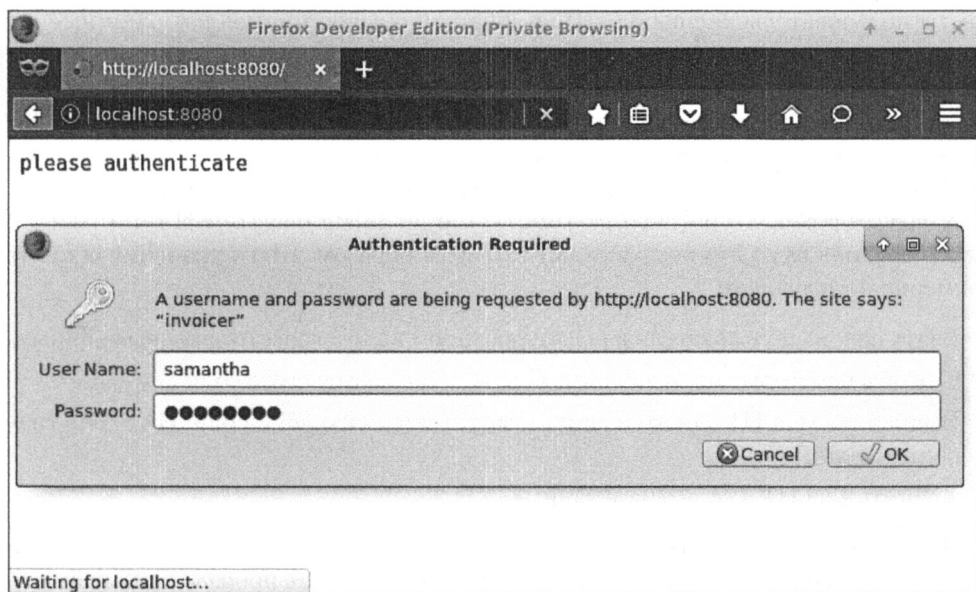 Firefox Developer Edition (Private Browsing)
http://localhost:8080/
localhost:8080
please authenticate
Authentication Required
A username and password are being requested by http://localhost:8080. The site says:
“invoicer”
User Name: samantha
Password: ●●●●●●●●
Cancel OK
Waiting for localhost...